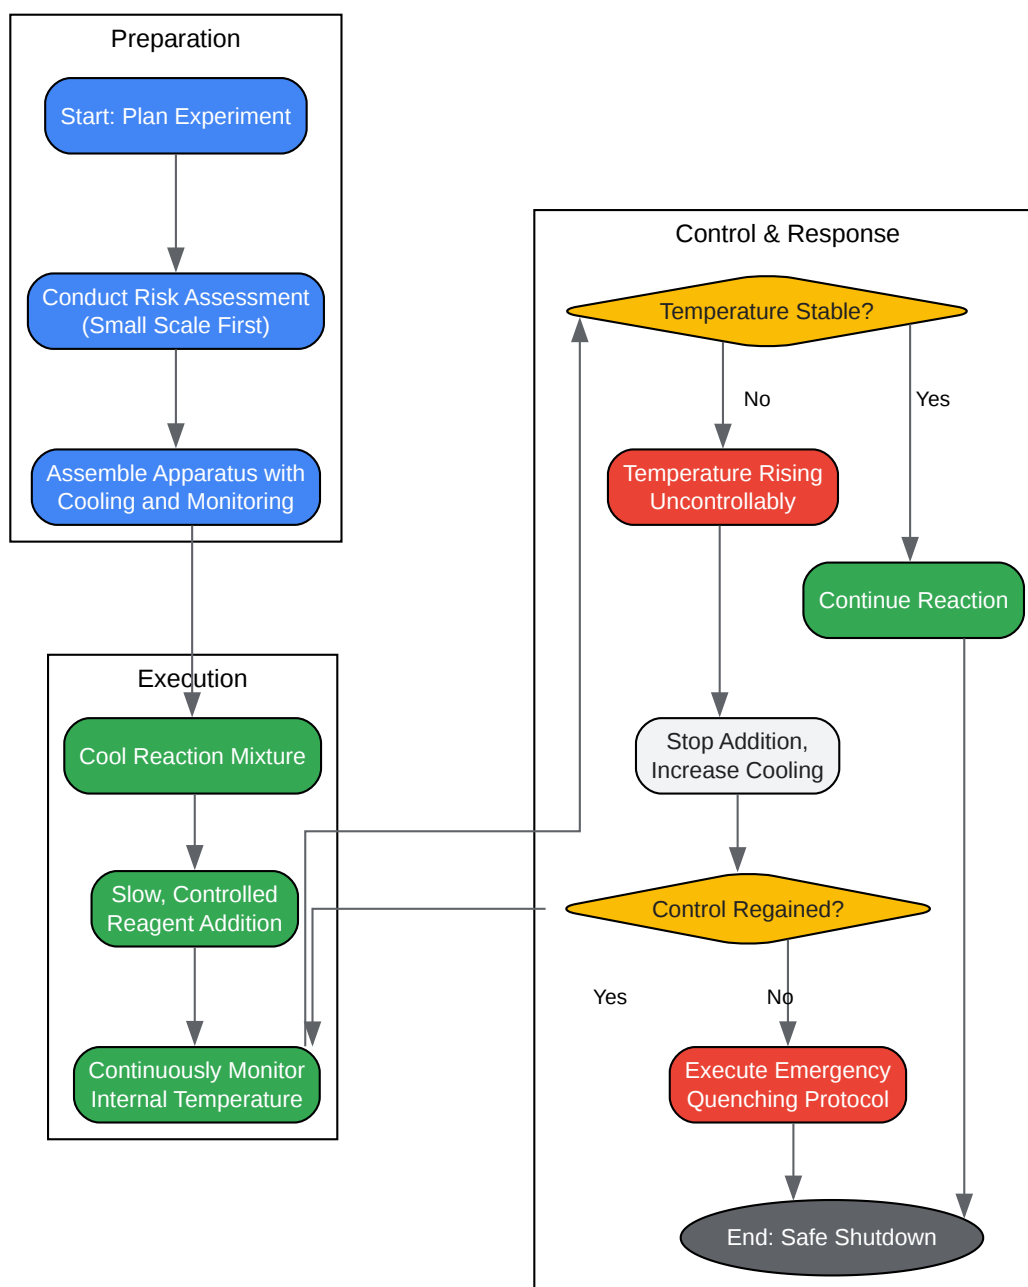 Preparation
Start: Plan Experiment
Conduct Risk Assessment
(Small Scale First)
Assemble Apparatus with
Cooling and Monitoring
Execution
Cool Reaction Mixture
Slow, Controlled
Reagent Addition
Continuously Monitor
Internal Temperature
Control & Response
Temperature Stable?
No
Yes
Temperature Rising
Uncontrollably
Continue Reaction
Stop Addition,
Increase Cooling
Control Regained?
Yes
No
Execute Emergency
Quenching Protocol
End: Safe Shutdown